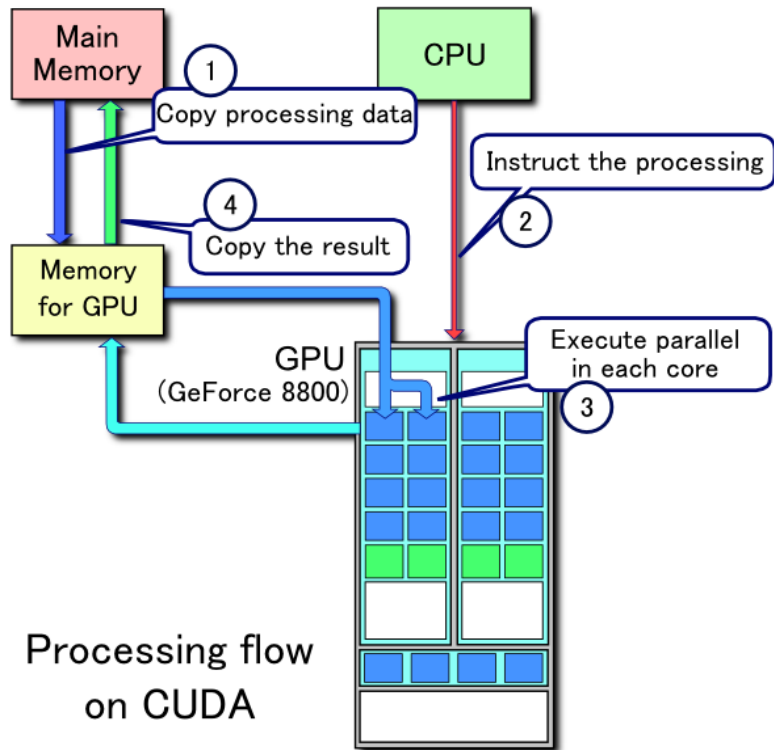 Main
Memory
CPU
1
Copy processing data
Instruct the processing
2
4
Copy the result
Memory
for GPU
GPU
(GeForce 8800)
Execute parallel
in each core
3
Processing flow
on CUDA